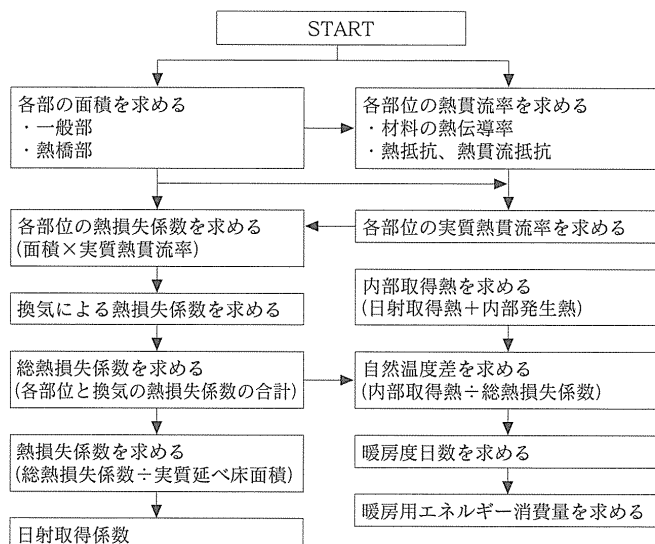 START
各部の面積を求める
・一般部
・熱橋部
各部位の熱貫流率を求める
・材料の熱伝導率
・熱抵抗、熱貫流抵抗
各部位の熱損失係数を求める
(面積×実質熱貫流率)
各部位の実質熱貫流率を求める
換気による熱損失係数を求める
内部取得熱を求める
(日射取得熱+内部発生熱)
総熱損失係数を求める
(各部位と換気の熱損失係数の合計)
自然温度差を求める
(内部取得熱÷総熱損失係数)
熱損失係数を求める
(総熱損失係数÷実質延べ床面積)
暖房度日数を求める
暖房用エネルギー消費量を求める
日射取得係数